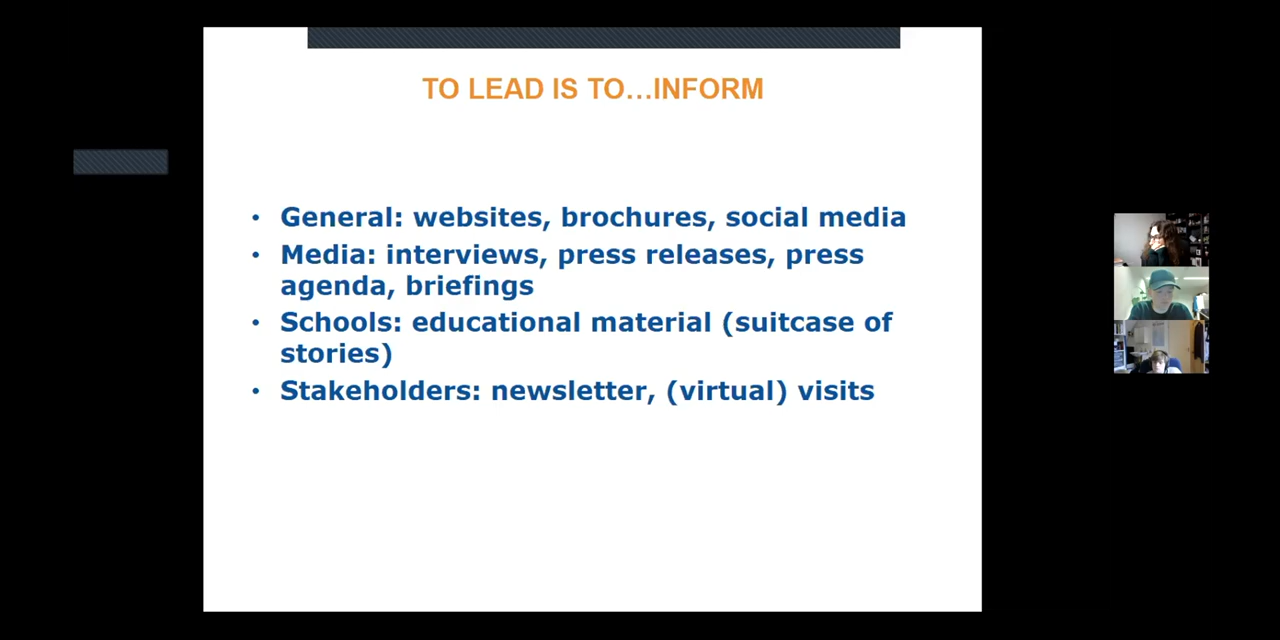 TO LEAD IS TO…INFORM
• General: websites, brochures, social media
• Media: interviews, press releases, press
agenda, briefings
• Schools: educational material (suitcase of
stories)
• Stakeholders: newsletter, (virtual) visits